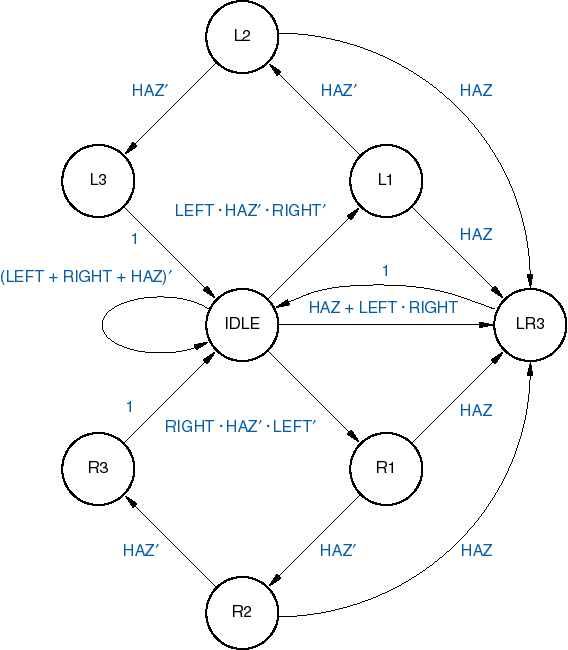 L2
HAZ′
HAZ′
HAZ
L3
L1
LEFT · HAZ′ · RIGHT′
1
HAZ
(LEFT + RIGHT + HAZ)′
1
HAZ + LEFT · RIGHT
IDLE
LR3
1
RIGHT · HAZ′ · LEFT′
HAZ
R3
R1
HAZ′
HAZ′
HAZ
R2